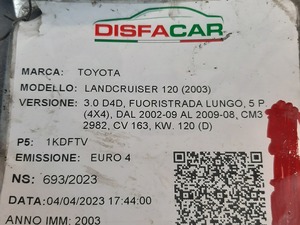 DISFACAR
MARCA: TOYOTA
MODELLO: LANDCRUISER 120 (2003)
VERSIONE: 3.0 D4D, FUORISTRADA LUNGO, 5 P
(4X4), DAL 2002-09 AL 2009-08, CM3
2982, CV 163, KW. 120 (D)
P5: 1KDFTV
EMISSIONE: EURO 4
NS: 693/2023
DATA: 04/04/2023 17:44:00
ANNO IMM: 2003